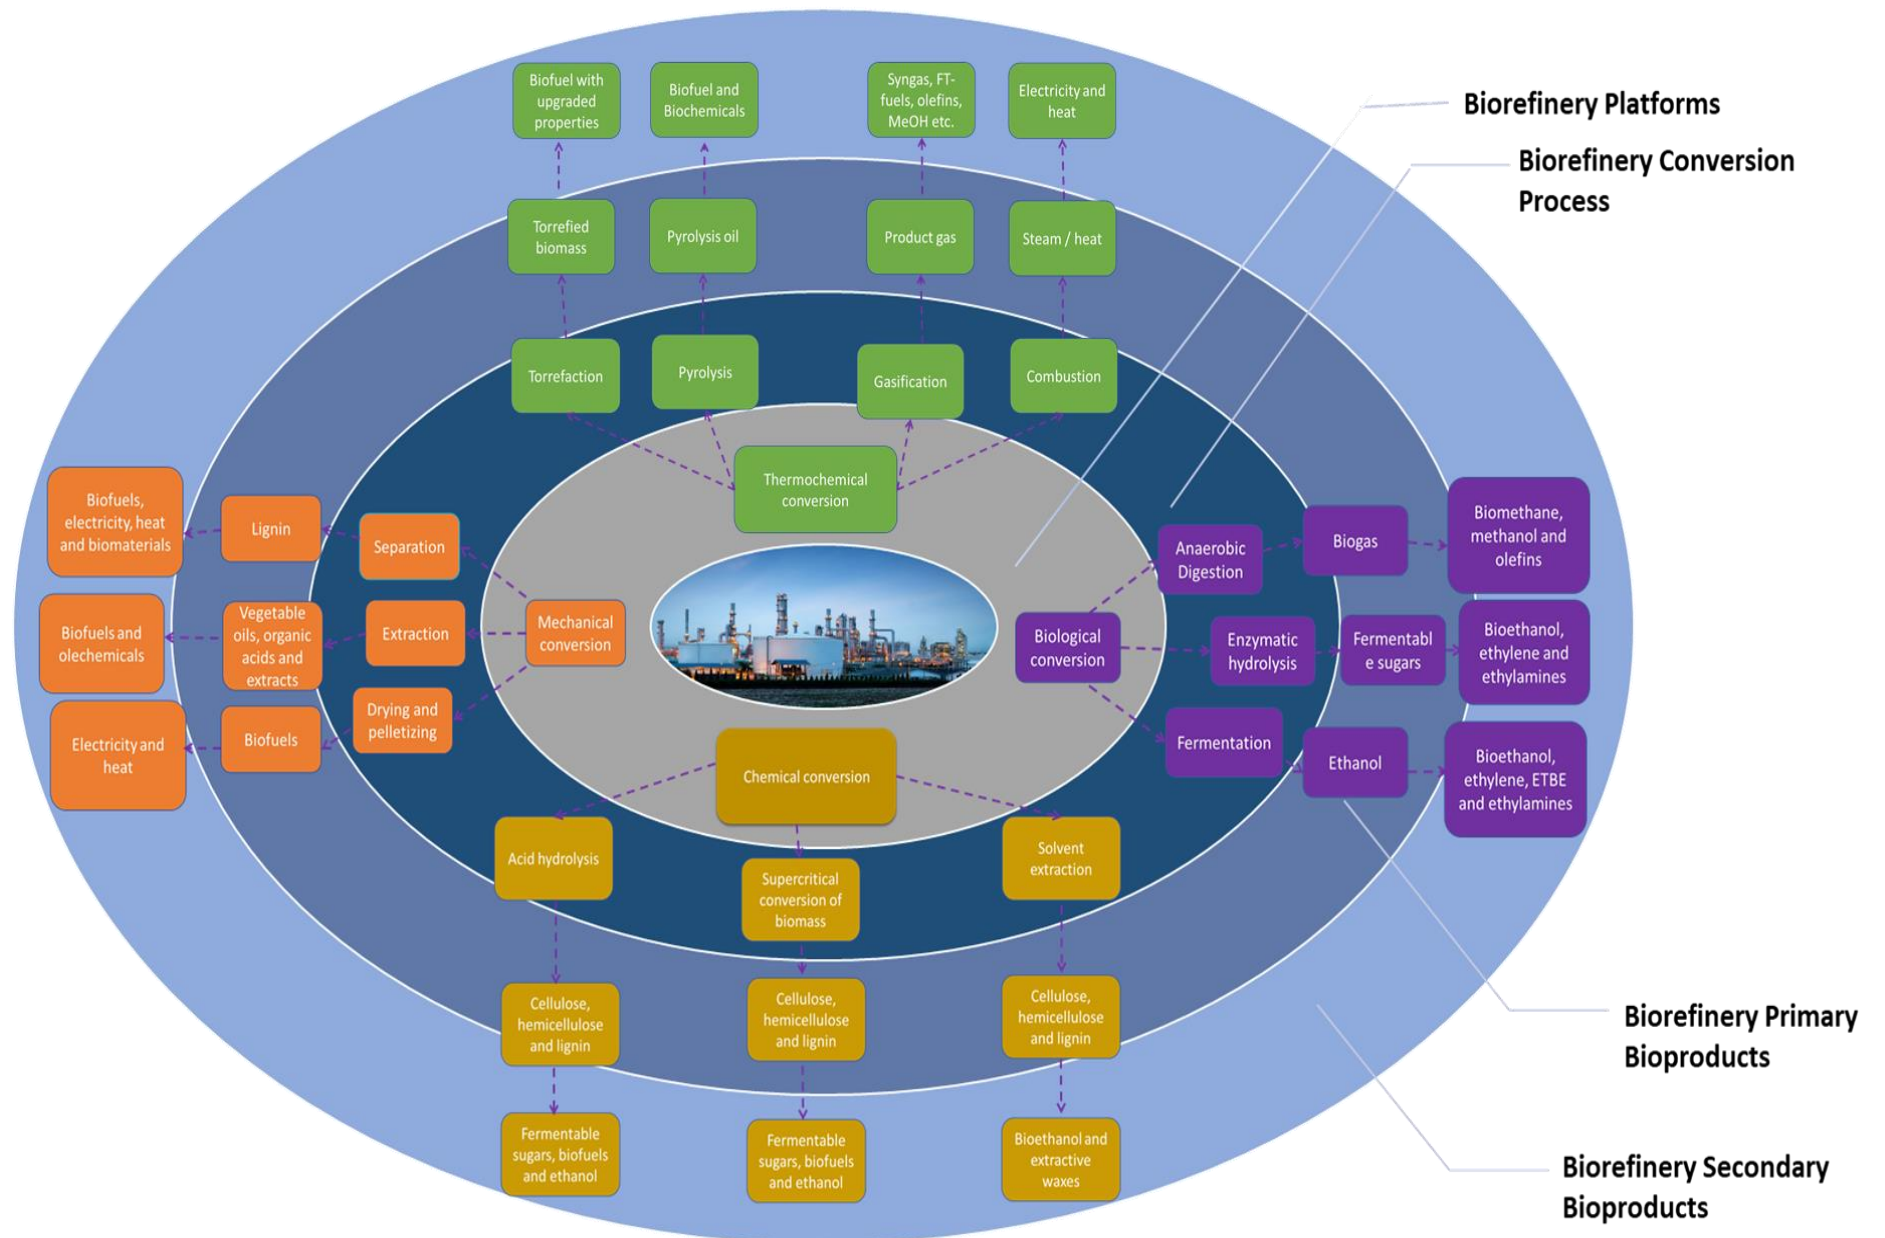 Biofuel with
upgraded
properties
Biofuel and
Biochemicals
Syngas, FT-
fuels, olefins,
MeOH etc.
Electricity and
heat
Biorefinery Platforms
Biorefinery Conversion
Process
Torrefied
biomass
Pyrolysis oil
Product gas
Steam / heat
Torrefaction
Pyrolysis
Gasification
Combustion
Thermochemical
conversion
Biofuels,
electricity, heat
and biomaterials
Lignin
Separation
Biofuels and
olechemicals
Vegetable
oils, organic
acids and
extracts
Extraction
Mechanical
conversion
Electricity and
heat
Biofuels
Drying and
pelletizing
Biological
conversion
Anaerobic
Digestion
Biogas
Biomethane,
methanol and
olefins
Enzymatic
hydrolysis
Fermentabl
e sugars
Bioethanol,
ethylene and
ethylamines
Fermentation
Ethanol
Bioethanol,
ethylene, ETBE
and ethylamines
Chemical conversion
Acid hydrolysis
Supercritical
conversion of
biomass
Solvent
extraction
Cellulose,
hemicellulose
and lignin
Cellulose,
hemicellulose
and lignin
Cellulose,
hemicellulose
and lignin
Biorefinery Primary
Bioproducts
Fermentable
sugars, biofuels
and ethanol
Fermentable
sugars, biofuels
and ethanol
Bioethanol and
extractive
waxes
Biorefinery Secondary
Bioproducts